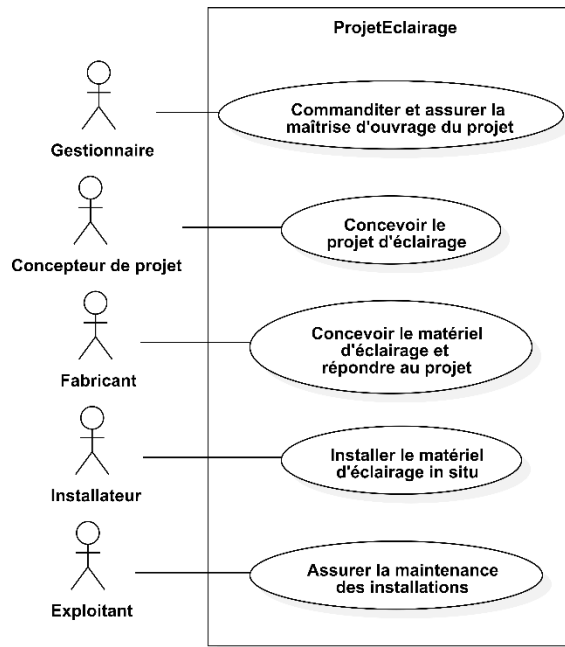 ProjetEclairage
Commanditer et assurer la
maîtrise d'ouvrage du projet
Gestionnaire
Concevoir le
projet d'éclairage
Concepteur de projet
Concevoir le matériel
d'éclairage et
répondre au projet
Fabricant
Installer le matériel
d'éclairage in situ
Installateur
Assurer la maintenance
des installations
Exploitant